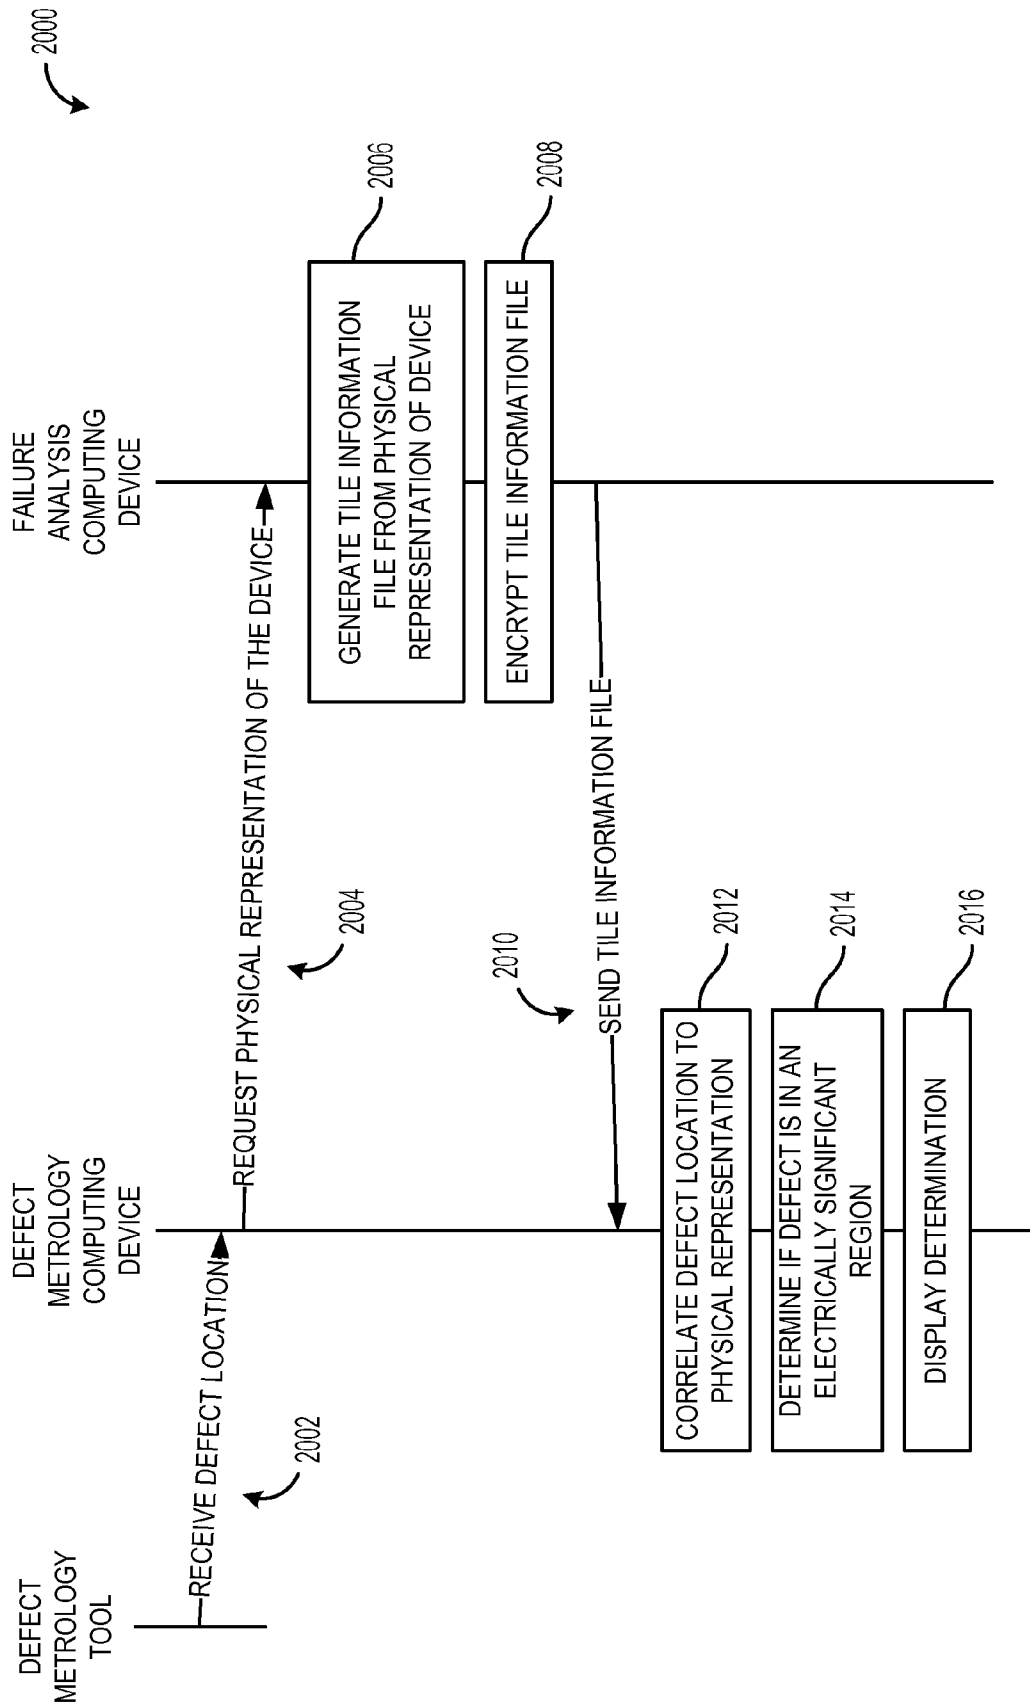 2000
DEFECT
METROLOGY
TOOL
DEFECT
METROLOGY
COMPUTING
DEVICE
FAILURE
ANALYSIS
COMPUTING
DEVICE
RECEIVE DEFECT LOCATION
2002
REQUEST PHYSICAL REPRESENTATION OF THE DEVICE
2004
GENERATE TILE INFORMATION
FILE FROM PHYSICAL
REPRESENTATION OF DEVICE
2006
ENCRYPT TILE INFORMATION FILE
2008
SEND TILE INFORMATION FILE
2010
CORRELATE DEFECT LOCATION TO
PHYSICAL REPRESENTATION
2012
DETERMINE IF DEFECT IS IN AN
ELECTRICALLY SIGNIFICANT
REGION
2014
DISPLAY DETERMINATION
2016